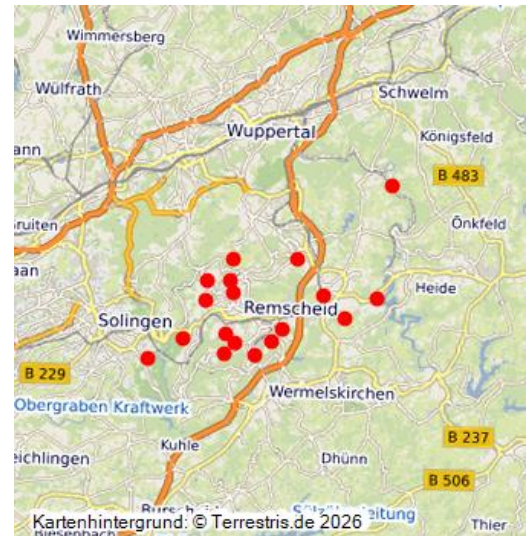 Wimmersberg
Wülfrath
Schwelm
Wuppertal
Königsfeld
B 483
Gruiten
Önkfeld
Heide
Remscheid
Solingen
B 229
Wermelskirchen
Obergraben Kraftwerk
B 237
Kuhle
Dhünn
B 506
Kartenhintergrund: © Terrestris.de 2026
Thier